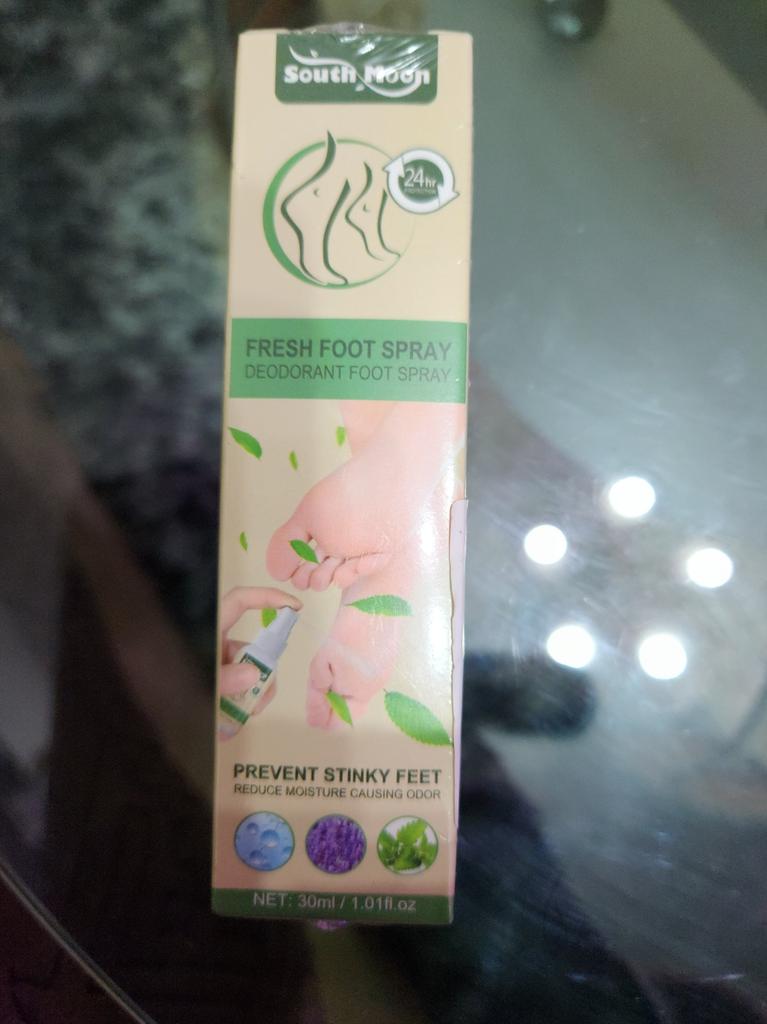 South Moon
24hr
PROTECTION
FRESH FOOT SPRAY
DEODORANT FOOT SPRAY
PREVENT STINKY FEET
REDUCE MOISTURE CAUSING ODOR
NET: 30ml / 1.01fl.oz